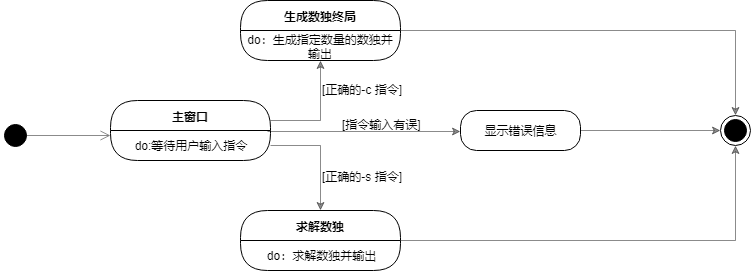 生成数独终局
do: 生成指定数量的数独并
输出
[正确的-c 指令]
主窗口
do:等待用户输入指令
[指令输入有误]
显示错误信息
[正确的-s 指令]
求解数独
do: 求解数独并输出